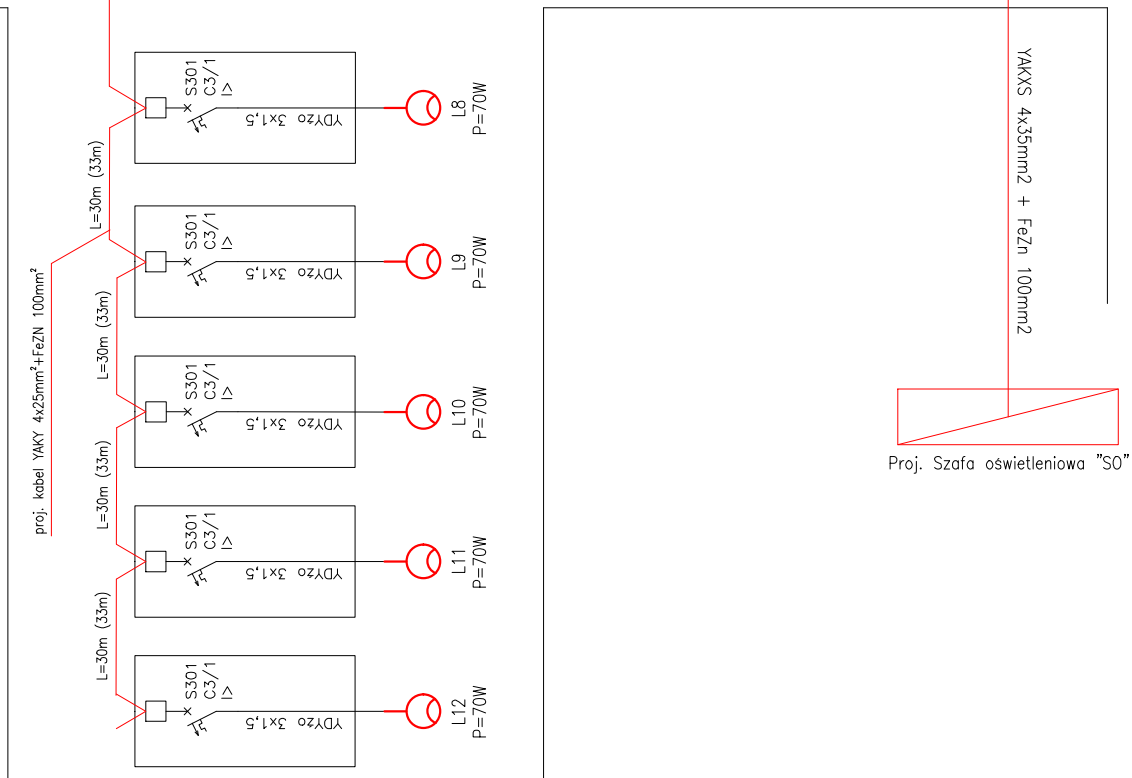 S301
C3/1
I>
YDYżo 3x1,5
L8
P=70W
L=30m (33m)
S301
C3/1
I>
YDYżo 3x1,5
L9
P=70W
proj. kabel YAKY 4x25mm²+FeZN 100mm²
L=30m (33m)
S301
C3/1
I>
YDYżo 3x1,5
L10
P=70W
L=30m (33m)
S301
C3/1
I>
YDYżo 3x1,5
L11
P=70W
L=30m (33m)
S301
C3/1
I>
YDYżo 3x1,5
L12
P=70W
YAKXS 4x35mm2 + FeZn 100mm2
Proj. Szafa oświetleniowa "SO"